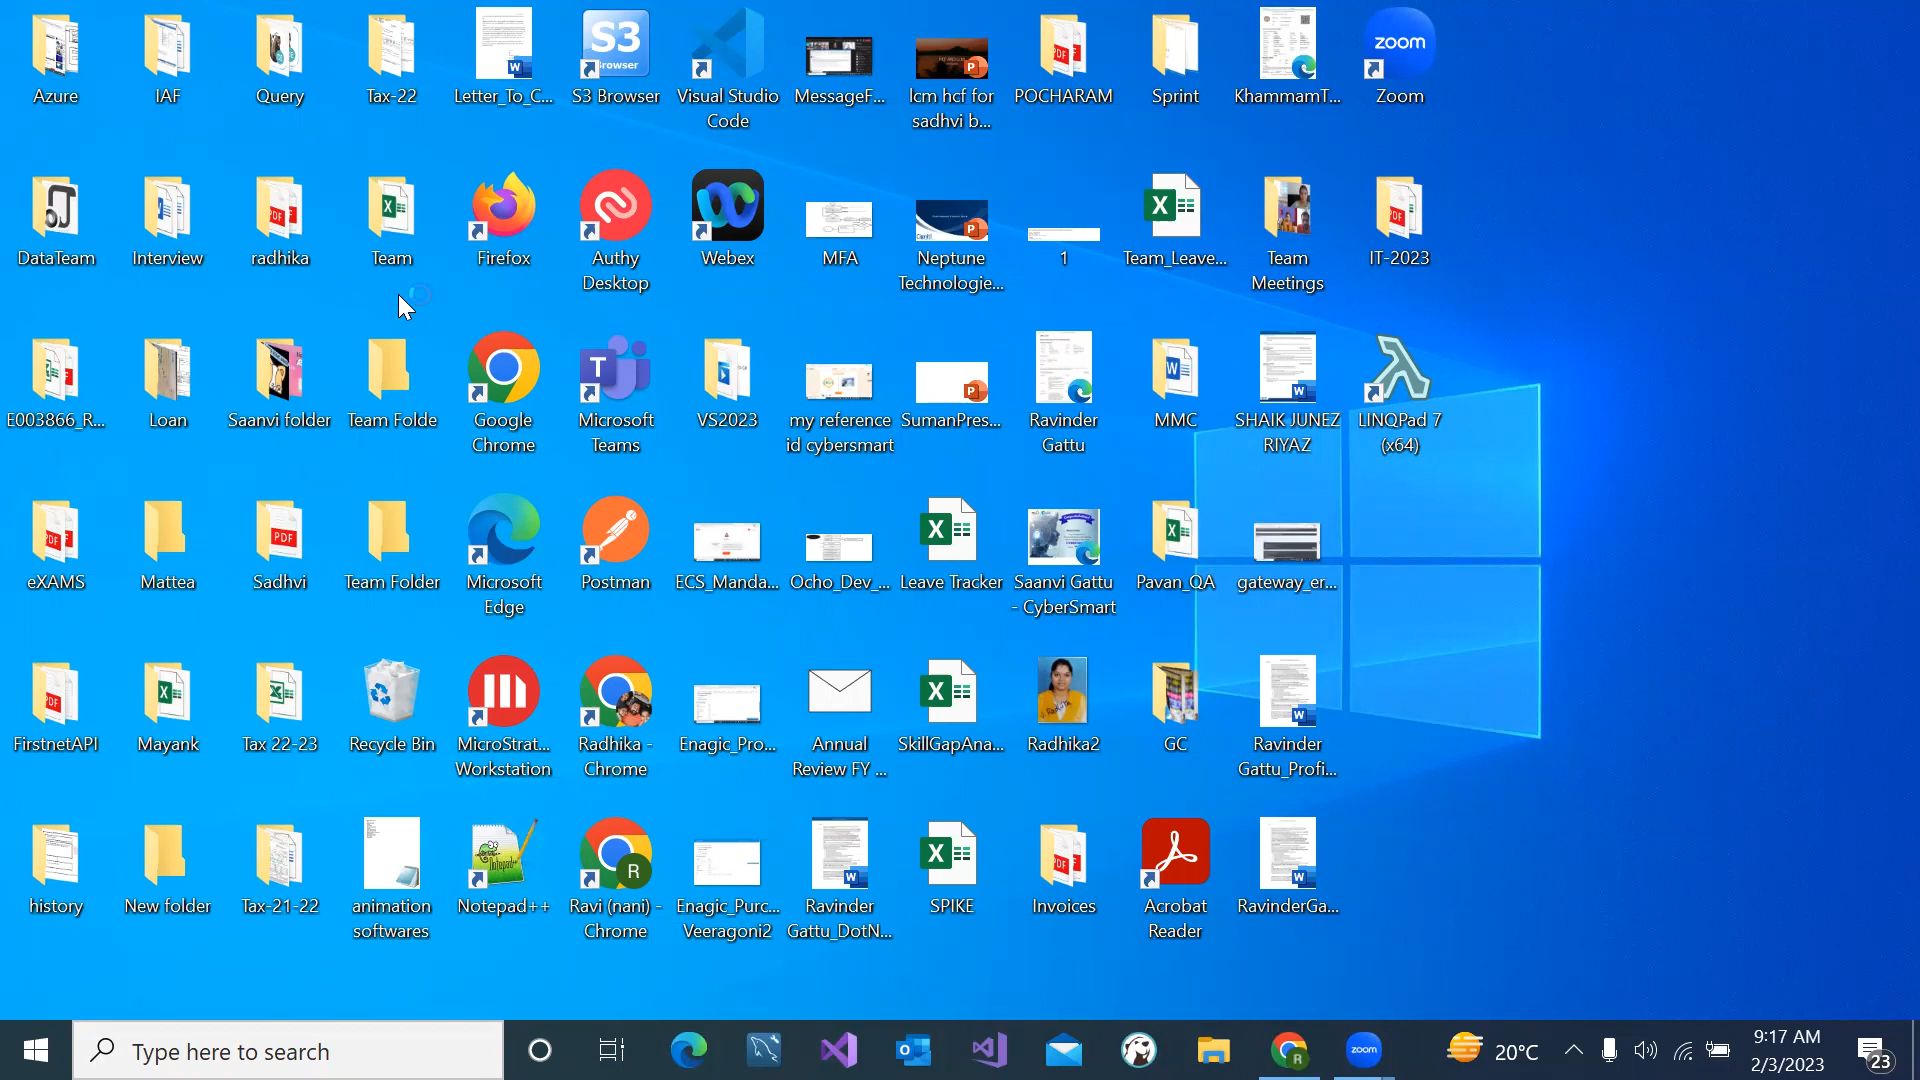 Azure
IAF
Query
Tax-22
Letter_To_C...
S3 Browser
Visual Studio
Code
MessageF...
lcm hcf for
sadhvi b...
POCHARAM
Sprint
KhammamT...
Zoom
S3
Browser
zoom
DataTeam
Interview
radhika
Team
Firefox
Authy
Desktop
Webex
MFA
Neptune
Technologie...
1
Team_Leave...
Team
Meetings
IT-2023
E003866_R...
Loan
Saanvi folder
Team Folde
Google
Chrome
Microsoft
Teams
VS2023
my reference
id cybersmart
SumanPres...
Ravinder
Gattu
MMC
SHAIK JUNEZ
RIYAZ
LINQPad 7
(x64)
eXAMS
Mattea
Sadhvi
Team Folder
Microsoft
Edge
Postman
ECS_Manda...
Ocho_Dev_...
Leave Tracker
Saanvi Gattu
- CyberSmart
Pavan_QA
gateway_er...
FirstnetAPI
Mayank
Tax 22-23
Recycle Bin
MicroStrat...
Workstation
Radhika -
Chrome
Enagic_Pro...
Annual
Review FY ...
SkillGapAna...
Radhika2
GC
Ravinder
Gattu_Profi...
history
New folder
Tax-21-22
animation
softwares
Notepad++
Ravi (nani) -
Chrome
Enagic_Purc...
Veeragoni2
Ravinder
Gattu_DotN...
SPIKE
Invoices
Acrobat
Reader
RavinderGa...
Type here to search
zoom
20°C
9:17 AM
2/3/2023
23